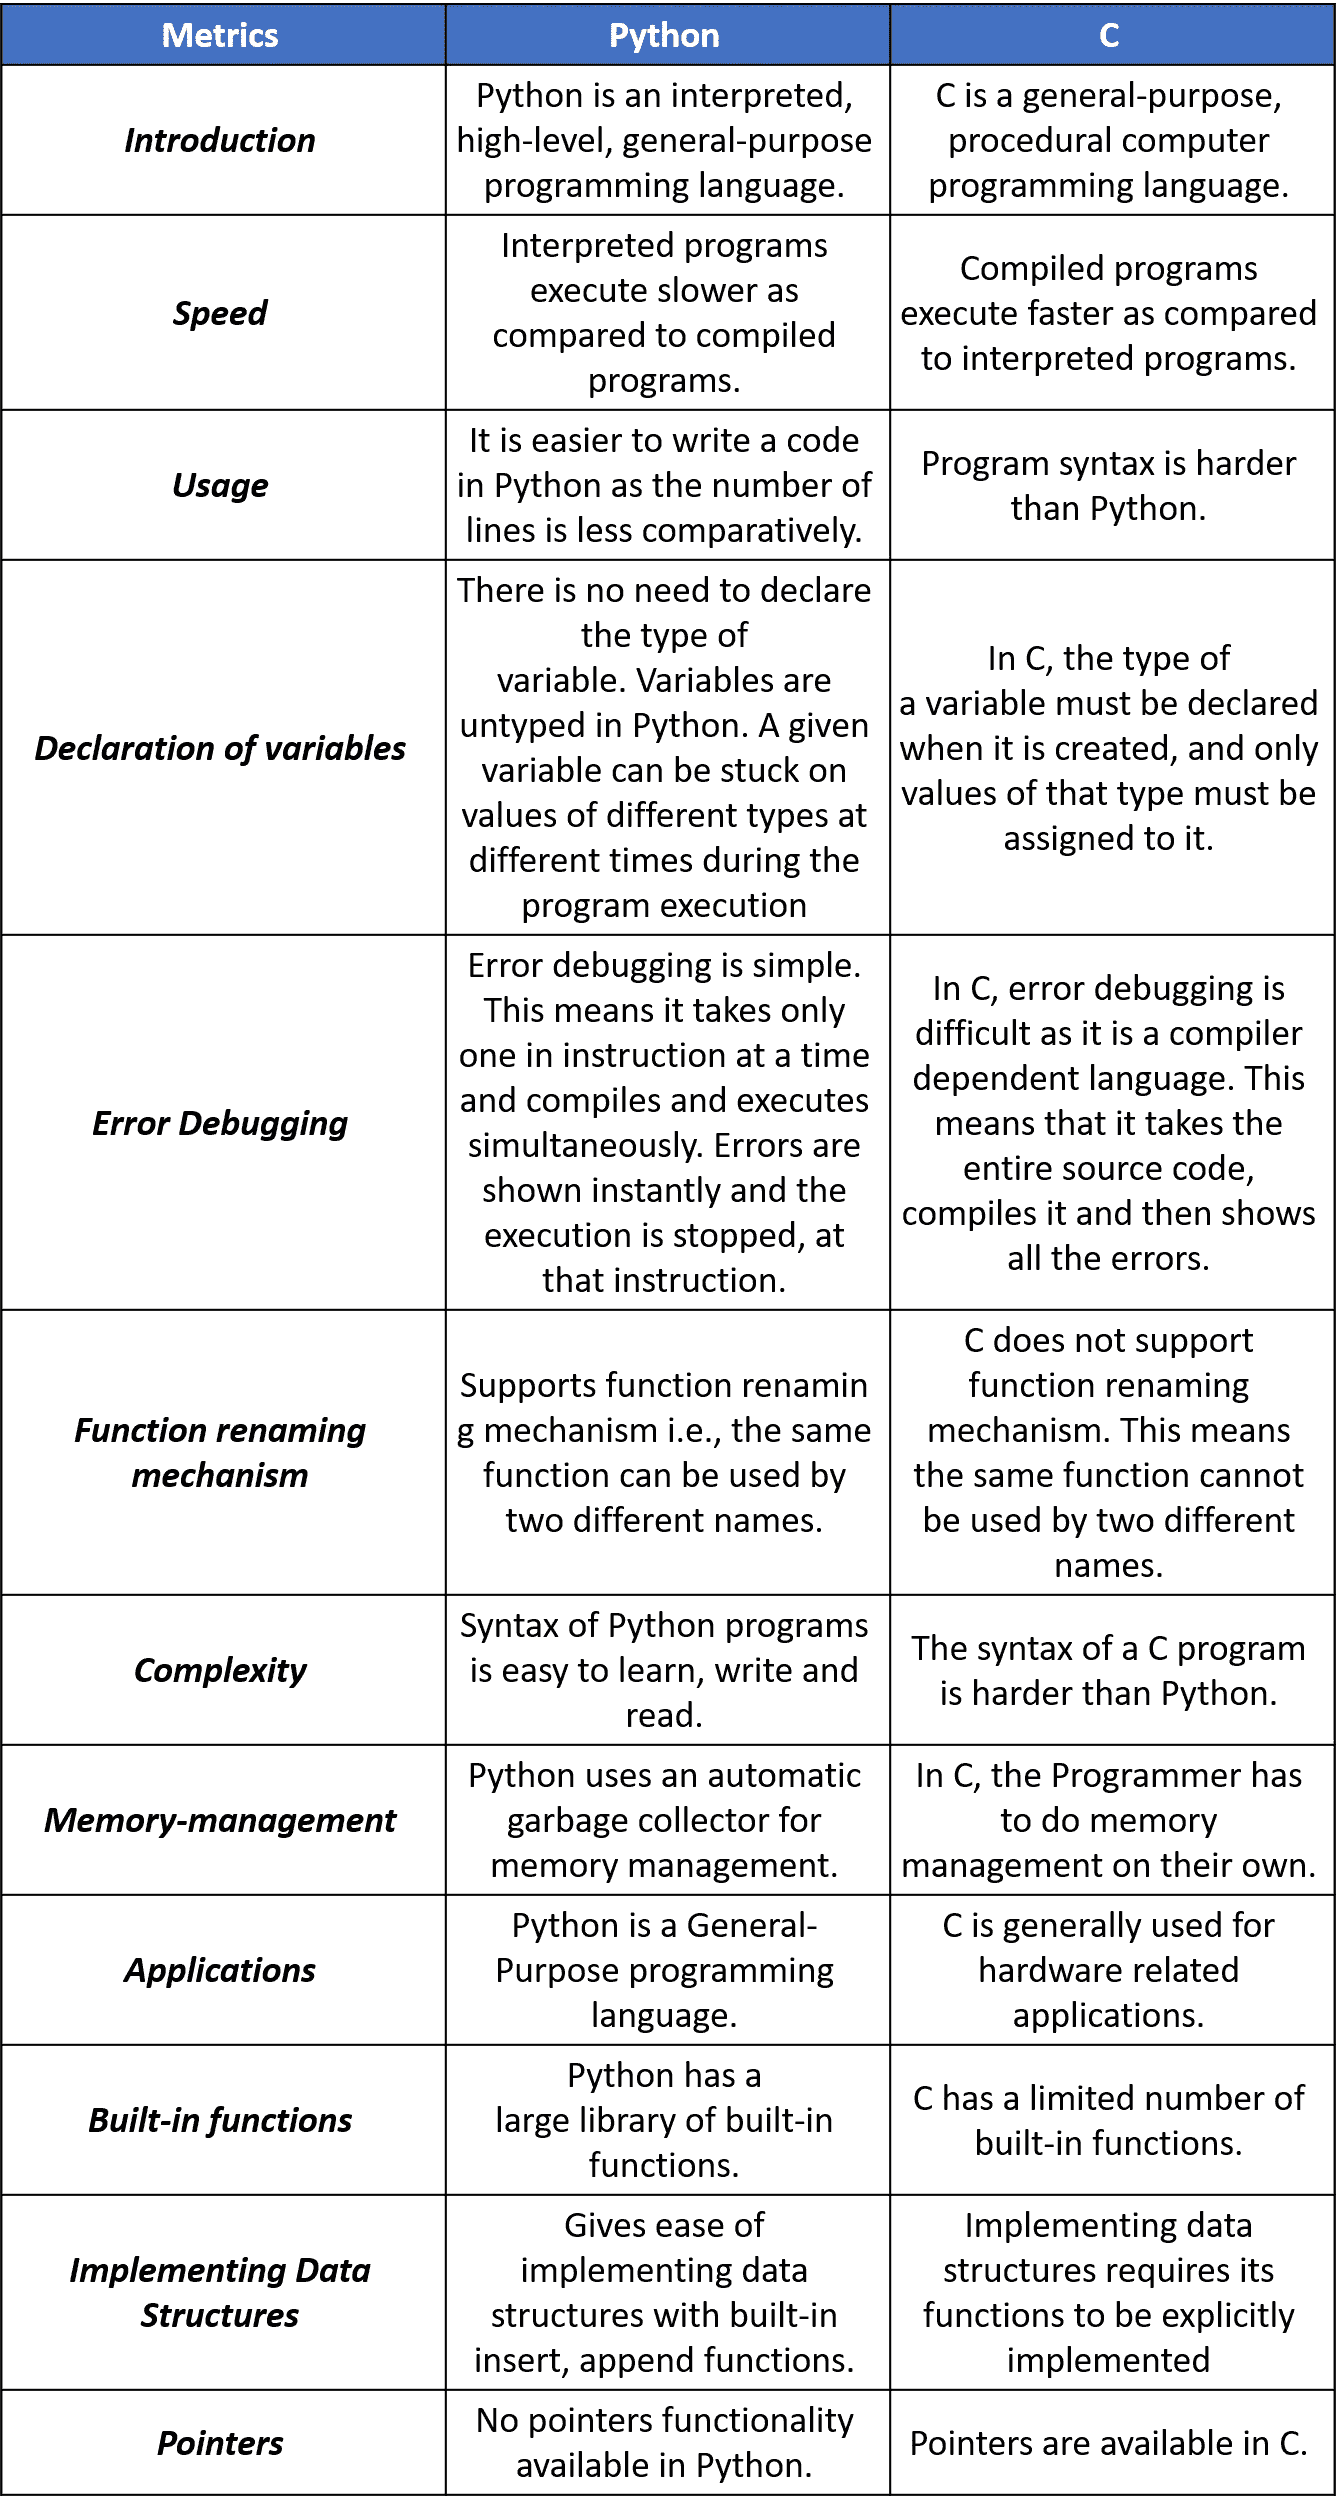 Metrics
Python
C
Introduction
Python is an interpreted,
high-level, general-purpose
programming language.
C is a general-purpose,
procedural computer
programming language.
Speed
Interpreted programs
execute slower as
compared to compiled
programs.
Compiled programs
execute faster as compared
to interpreted programs.
Usage
It is easier to write a code
in Python as the number of
lines is less comparatively.
Program syntax is harder
than Python.
Declaration of variables
There is no need to declare
the type of
variable. Variables are
untyped in Python. A given
variable can be stuck on
values of different types at
different times during the
program execution
In C, the type of
a variable must be declared
when it is created, and only
values of that type must be
assigned to it.
Error Debugging
Error debugging is simple.
This means it takes only
one in instruction at a time
and compiles and executes
simultaneously. Errors are
shown instantly and the
execution is stopped, at
that instruction.
In C, error debugging is
difficult as it is a compiler
dependent language. This
means that it takes the
entire source code,
compiles it and then shows
all the errors.
Function renaming
mechanism
Supports function renamin
g mechanism i.e., the same
function can be used by
two different names.
C does not support
function renaming
mechanism. This means
the same function cannot
be used by two different
names.
Complexity
Syntax of Python programs
is easy to learn, write and
read.
The syntax of a C program
is harder than Python.
Memory-management
Python uses an automatic
garbage collector for
memory management.
In C, the Programmer has
to do memory
management on their own.
Applications
Python is a General-
Purpose programming
language.
C is generally used for
hardware related
applications.
Built-in functions
Python has a
large library of built-in
functions.
C has a limited number of
built-in functions.
Implementing Data
Structures
Gives ease of
implementing data
structures with built-in
insert, append functions.
Implementing data
structures requires its
functions to be explicitly
implemented
Pointers
No pointers functionality
available in Python.
Pointers are available in C.